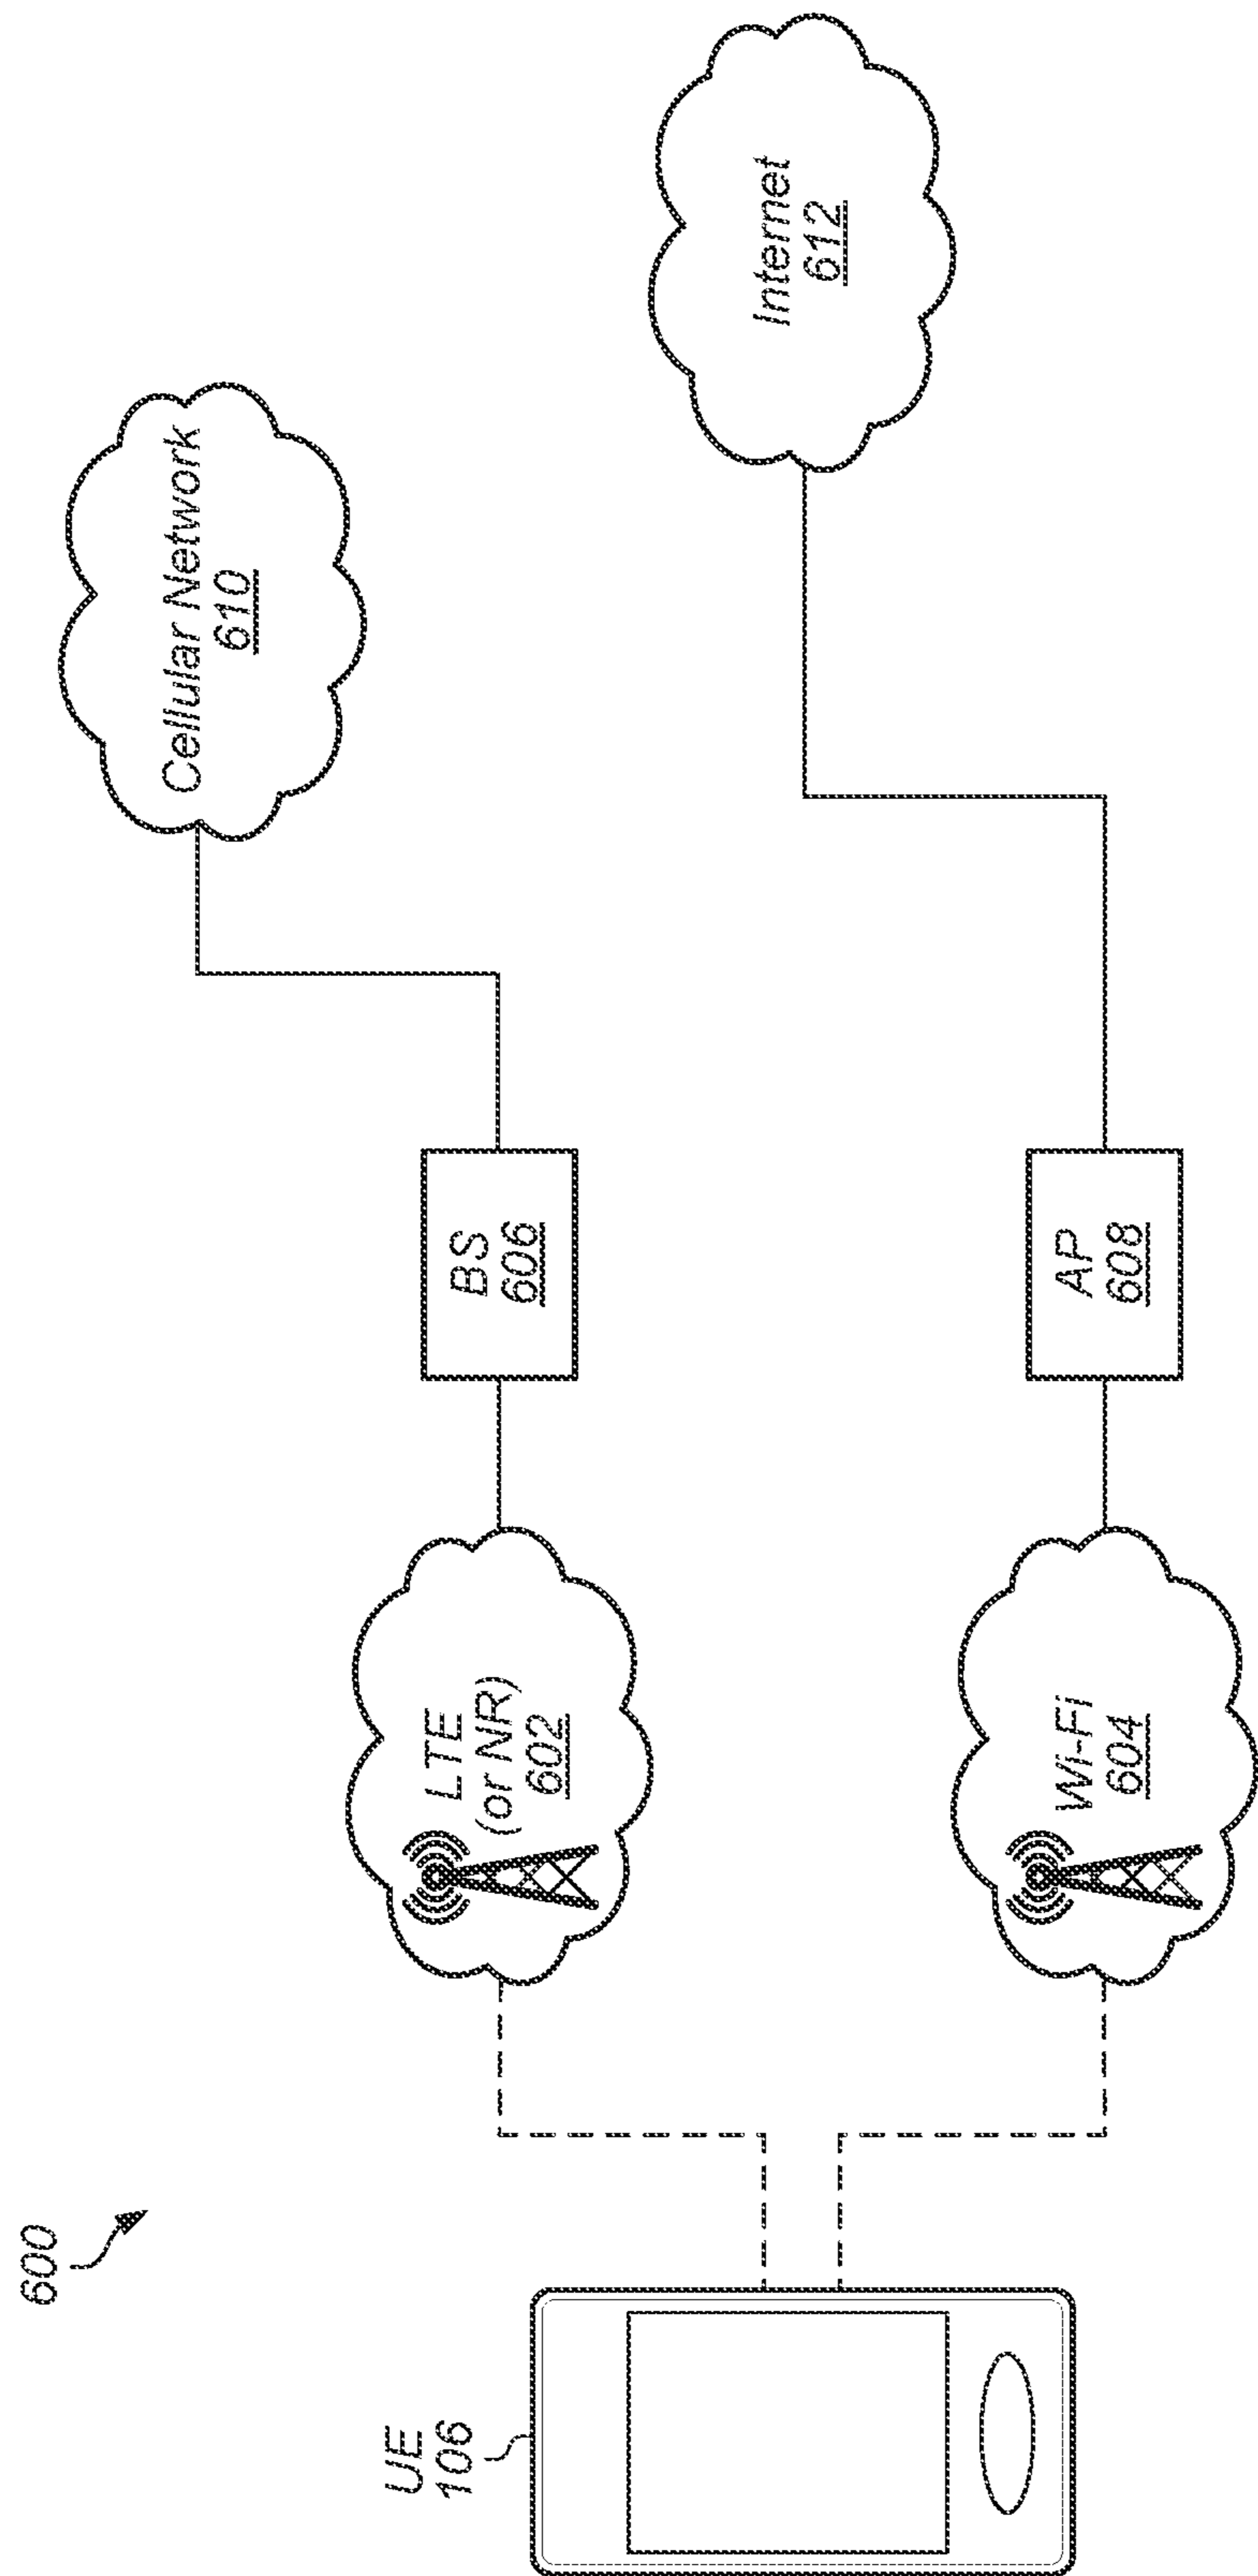 600
UE
106
LTE
(or NR)
602
BS
606
Cellular Network
610
Wi-Fi
604
AP
608
Internet
612